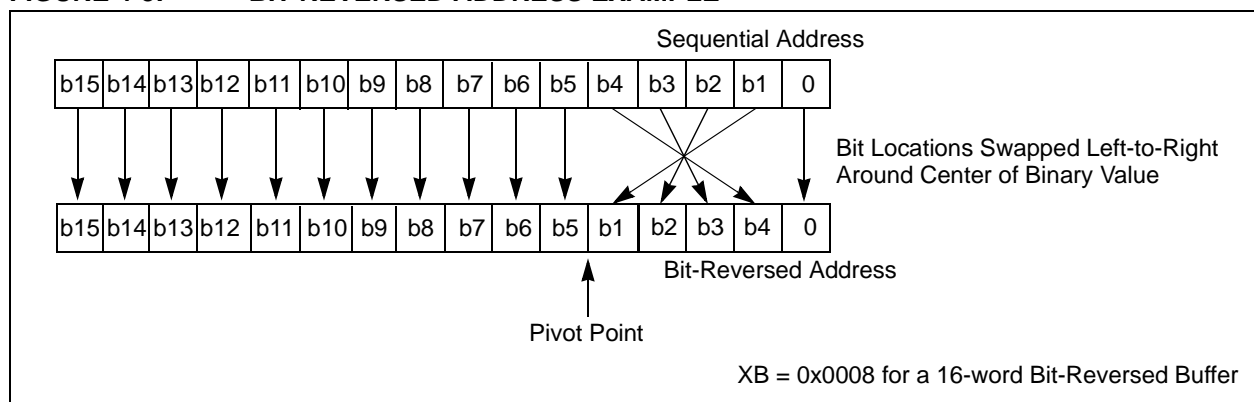 Sequential Address
b15 b14 b13 b12 b11 b10 b9 b8 b7 b6 b5 b4 b3 b2 b1 0
Bit Locations Swapped Left-to-Right
Around Center of Binary Value
b15 b14 b13 b12 b11 b10 b9 b8 b7 b6 b5 b1 b2 b3 b4 0
Bit-Reversed Address
Pivot Point
XB = 0x0008 for a 16-word Bit-Reversed Buffer